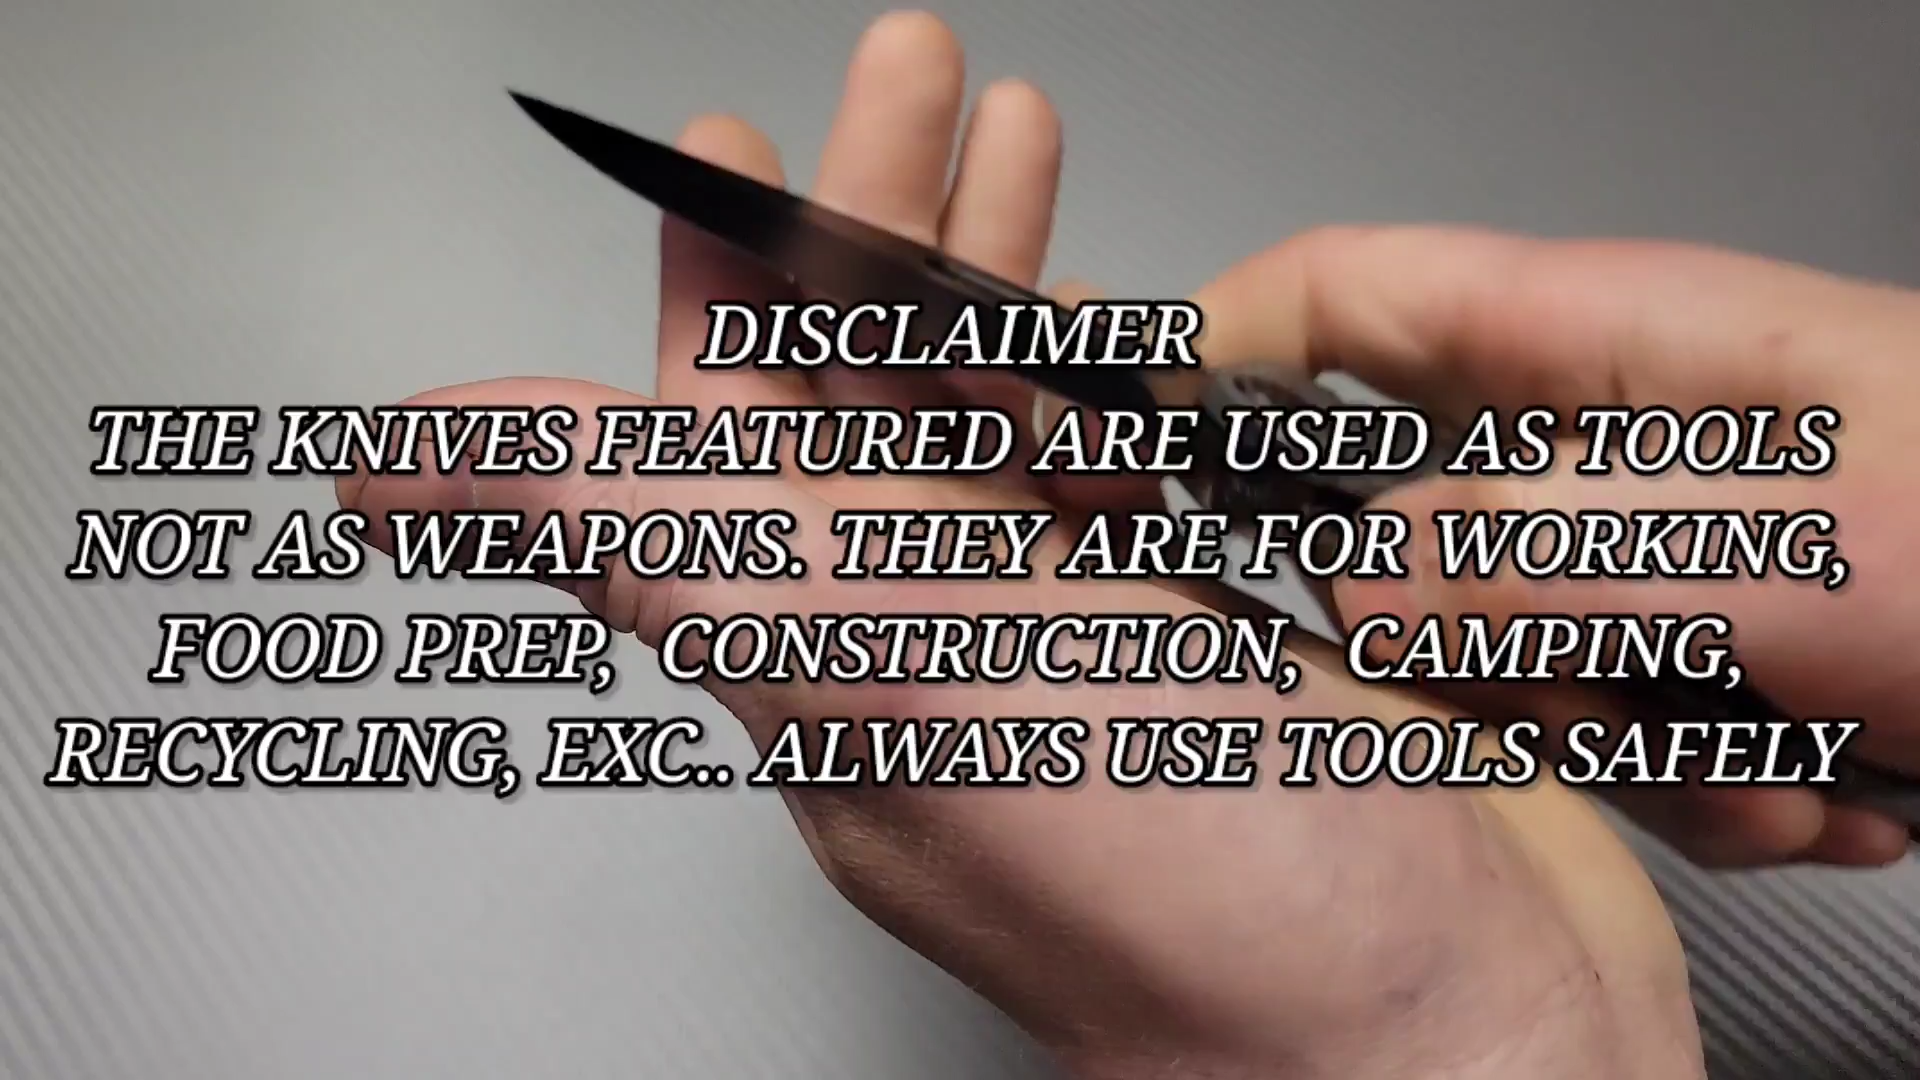 DISCLAIMER
THE KNIVES FEATURED ARE USED AS TOOLS
NOT AS WEAPONS. THEY ARE FOR WORKING,
FOOD PREP, CONSTRUCTION, CAMPING,
RECYCLING, EXC.. ALWAYS USE TOOLS SAFELY